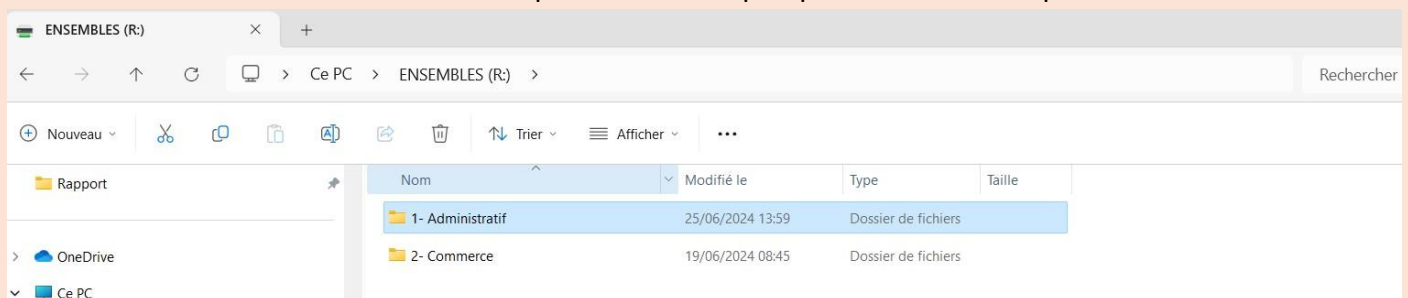 ENSEMBLES (R:)
Ce PC > ENSEMBLES (R:) >
Rechercher
Nouveau
Trier
Afficher
Rapport
Nom Modifié le Type Taille
1- Administratif 25/06/2024 13:59 Dossier de fichiers
2- Commerce 19/06/2024 08:45 Dossier de fichiers
OneDrive
Ce PC